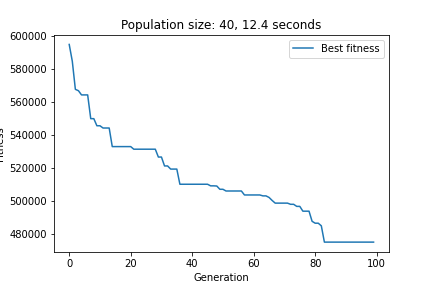 Population size: 40, 12.4 seconds
Best fitness
600000
580000
560000
540000
520000
500000
480000
Fitness
0 20 40 60 80 100
Generation